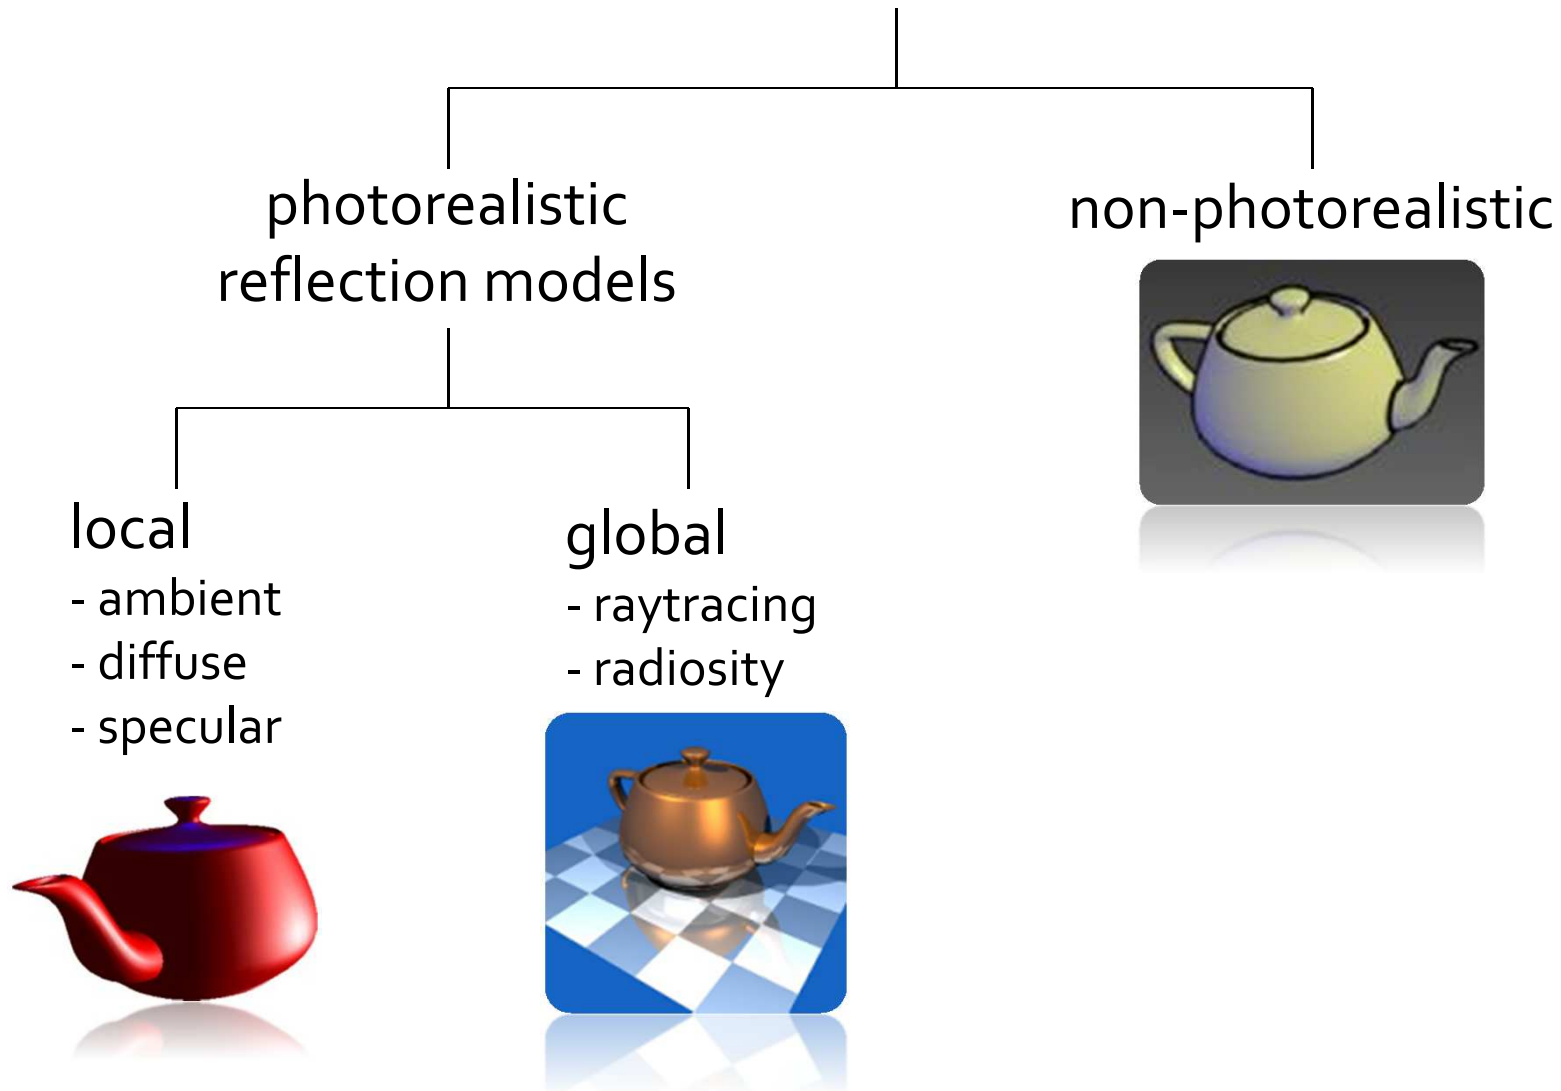 photorealistic
reflection models
non-photorealistic
local
- ambient
- diffuse
- specular
global
- raytracing
- radiosity